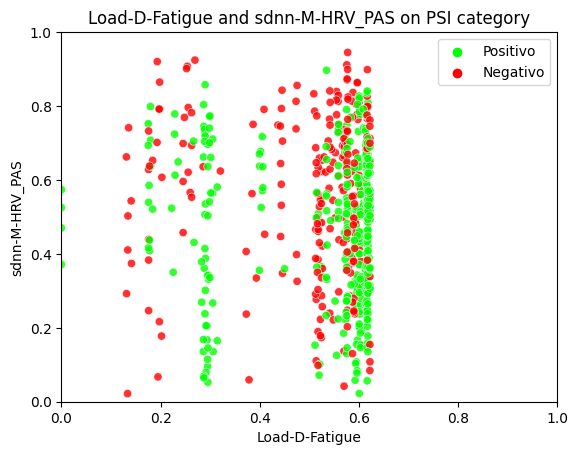 Load-D-Fatigue and sdnn-M-HRV_PAS on PSI category
1.0
0.8
0.6
0.4
0.2
0.0
sdnn-M-HRV_PAS
Positivo
Negativo
0.0 0.2 0.4 0.6 0.8 1.0
Load-D-Fatigue